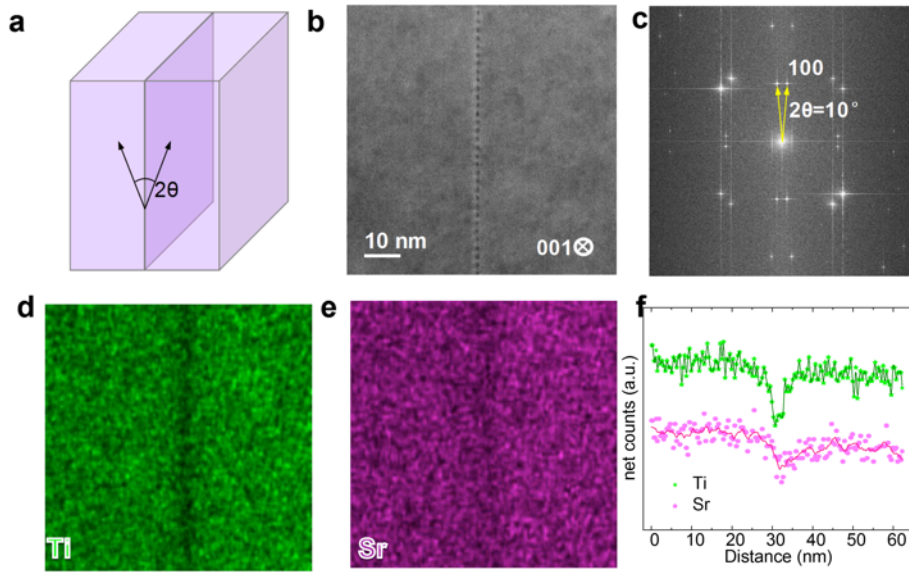 a
2θ
b
10 nm
001⊗
c
100
2θ=10°
d
Ti
e
Sr
f
net counts (a.u.)
Ti
Sr
0 10 20 30 40 50 60
Distance (nm)